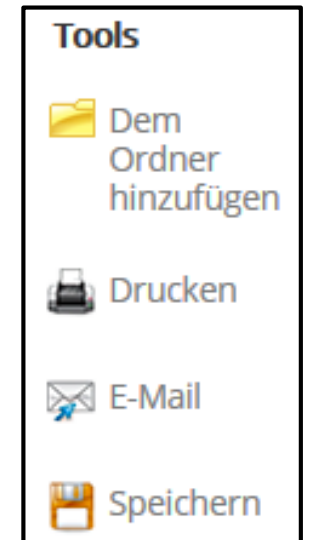 Tools
Dem
Ordner
hinzufügen
Drucken
E-Mail
Speichern